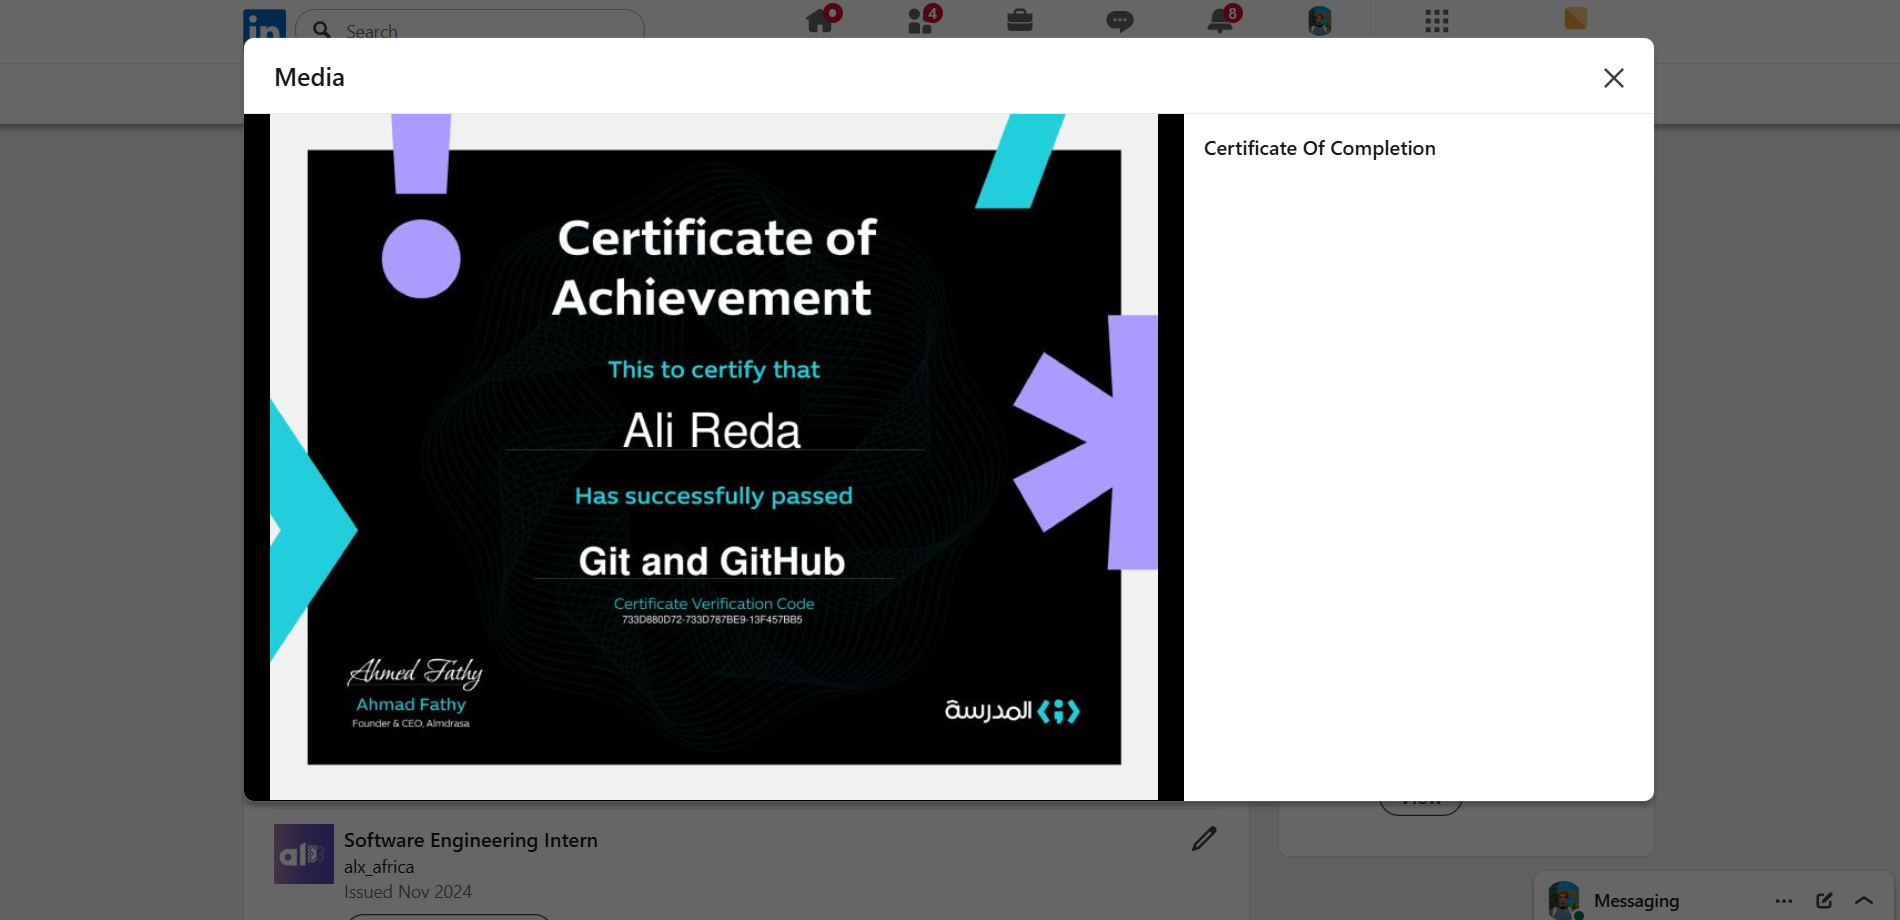 in
Search
4
8
Media
Certificate of
Achievement
This to certify that
Ali Reda
Has successfully passed
Git and GitHub
Certificate Verification Code
733D880D72-733D787BE9-13F457BB5
Ahmed Fathy
Ahmad Fathy
Founder & CEO, Almdrasa
المدرسة
Certificate Of Completion
View
Software Engineering Intern
alx_africa
Issued Nov 2024
Messaging